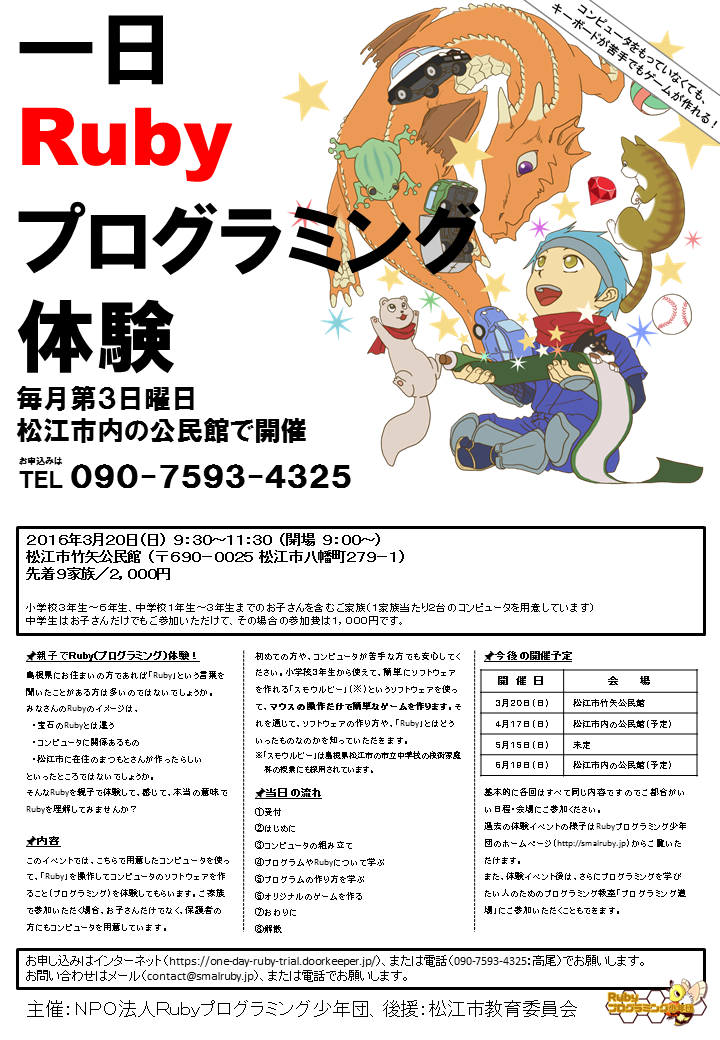 コンピュータをもっていなくても、
キーボードが苦手でもゲームが作れる！
一日
Ruby
プログラミング
体験
毎月第３日曜日
松江市内の公民館で開催
お申込みは
TEL 090-7593-4325
２０１６年３月２０日（日） ９：３０～１１：３０ （開場 ９：００～）
松江市竹矢公民館 （〒６９０－００２５ 松江市八幡町２７９－１）
先着９家族／２，０００円
小学校３年生～６年生、中学校１年生～３年生までのお子さんを含むご家族（１家族当たり２台のコンピュータを用意しています）
中学生はお子さんだけでもご参加いただけて、その場合の参加費は１，０００円です。
親子でRuby(プログラミング)体験！
島根県にお住まいの方であれば「Ruby」という言葉を
聞いたことがある方も多いのではないでしょうか。
みなさんのRubyのイメージは、
・宝石のRubyとは違う
・コンピュータに関係あるもの
・松江市に在住のまつもとさんが作ったらしい
といったところではないでしょうか。
そんなRubyを親子で体験して、感じて、本当の意味で
Rubyを理解してみませんか？
内容
このイベントでは、こちらで用意したコンピュータを使っ
て、「Ruby」を操作してコンピュータのソフトウェアを作
ること(プログラミング)を体験してもらいます。ご家族
で参加いただく場合、お子さんだけでなく、保護者の
方にもコンピュータを用意しています。
初めての方や、コンピュータが苦手な方でも安心してく
ださい。小学校３年生から使えて、簡単にソフトウェア
を作れる「スモウルビー」（※）というソフトウェアを使っ
て、マウスの操作だけで簡単なゲームを作ります。そ
れを通じて、ソフトウェアの作り方や、「Ruby」とはどう
いったものなのかを知っていただきます。
※「スモウルビー」は島根県松江市の市立中学校の技術家庭
科の授業にも採用されています。
当日の流れ
①受付
②はじめに
③コンピュータの組み立て
④プログラムやRubyについて学ぶ
⑤プログラムの作り方を学ぶ
⑥オリジナルのゲームを作る
⑦おわりに
⑧解散
今後の開催予定
開 催 日 会 場
３月２０日（日） 松江市竹矢公民館
４月１７日（日） 松江市内の公民館（予定）
５月１５日（日） 未定
６月１９日（日） 松江市内の公民館（予定）
基本的に各回はすべて同じ内容ですのでご都合がい
い日程・会場にご参加ください。
過去の体験イベントの様子はRubyプログラミング少年
団のホームページ（http://smalruby.jp）からご覧いた
だけます。
また、体験イベント後は、さらにプログラミングを学び
たい人のためのプログラミング教室「プログラミング道
場」にご参加いただくこともできます。
お申し込みはインターネット（https://one-day-ruby-trial.doorkeeper.jp/）、または電話（090-7593-4325：高尾）でお願いします。
お問い合わせはメール（contact@smalruby.jp）、または電話でお願いします。
主催：ＮＰＯ法人Rubyプログラミング少年団、後援：松江市教育委員会
Ruby
プログラミング少年団